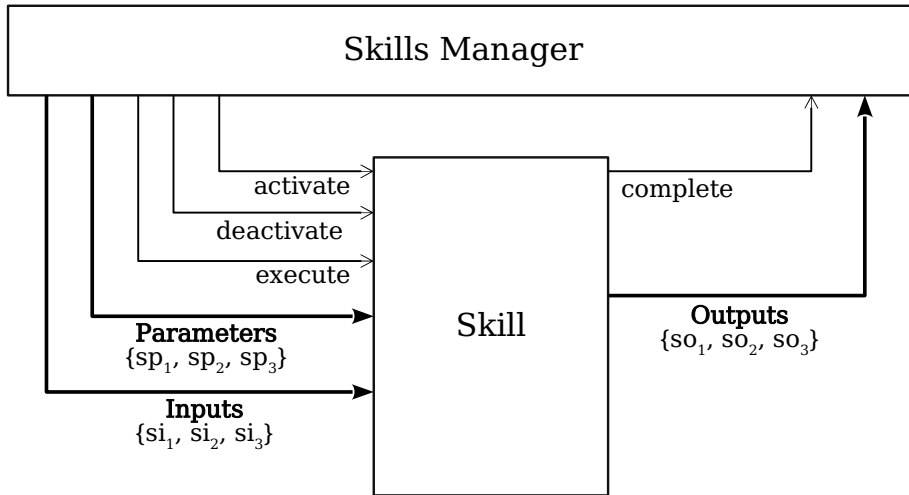 Skills Manager
activate
deactivate
execute
Parameters
{sp₁, sp₂, sp₃}
Inputs
{si₁, si₂, si₃}
Skill
complete
Outputs
{so₁, so₂, so₃}